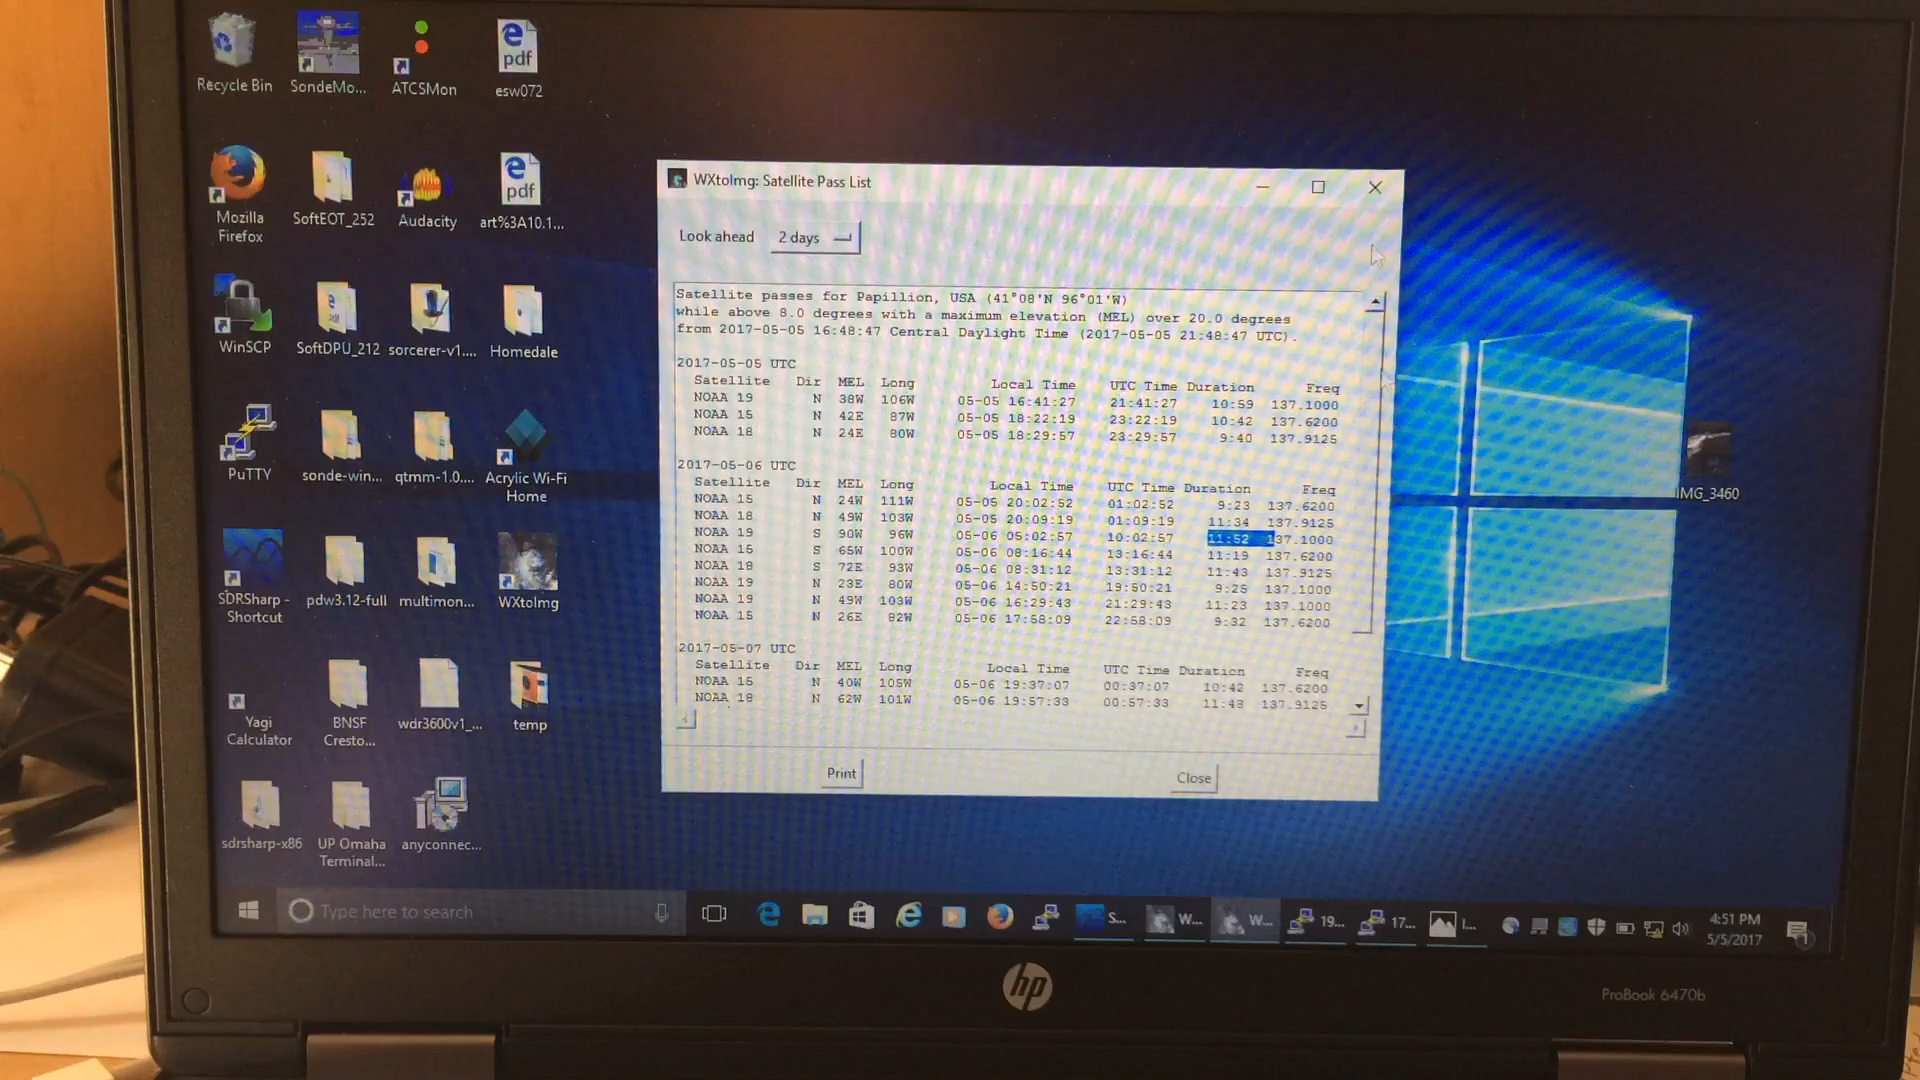 Recycle Bin
SondeMo...
ATCSMon
pdf
esw072
Mozilla
Firefox
SoftEOT_252
Audacity
pdf
art%3A10.1...
WinSCP
SoftDPU_212
sorcerer-v1....
Homedale
PuTTY
sonde-win...
qtmm-1.0....
Acrylic Wi-Fi
Home
SDRSharp -
Shortcut
pdw3.12-full
multimon...
WXtoImg
Yagi
Calculator
BNSF
Cresto...
wdr3600v1_...
temp
sdrsharp-x86
UP Omaha
Terminal...
anyconnec...
IMG_3460
WXtoImg: Satellite Pass List
Look ahead 2 days
Satellite passes for Papillion, USA (41°08'N 96°01'W)
while above 8.0 degrees with a maximum elevation (MEL) over 20.0 degrees
from 2017-05-05 16:48:47 Central Daylight Time (2017-05-05 21:48:47 UTC).
2017-05-05 UTC
Satellite Dir MEL Long Local Time UTC Time Duration Freq
NOAA 19 N 38W 106W 05-05 16:41:27 21:41:27 10:59 137.1000
NOAA 15 N 42E 87W 05-05 18:22:19 23:22:19 10:42 137.6200
NOAA 18 N 24E 80W 05-05 18:29:57 23:29:57 9:40 137.9125
2017-05-06 UTC
Satellite Dir MEL Long Local Time UTC Time Duration Freq
NOAA 15 N 24W 111W 05-05 20:02:52 01:02:52 9:23 137.6200
NOAA 18 N 49W 103W 05-05 20:09:19 01:09:19 11:34 137.9125
NOAA 19 S 90W 96W 05-06 05:02:57 10:02:57 11:52 137.1000
NOAA 15 S 65W 100W 05-06 08:16:44 13:16:44 11:19 137.6200
NOAA 18 S 72E 93W 05-06 08:31:12 13:31:12 11:43 137.9125
NOAA 19 N 23E 80W 05-06 14:50:21 19:50:21 9:25 137.1000
NOAA 19 N 49W 103W 05-06 16:29:43 21:29:43 11:23 137.1000
NOAA 15 N 26E 82W 05-06 17:58:09 22:58:09 9:32 137.6200
2017-05-07 UTC
Satellite Dir MEL Long Local Time UTC Time Duration Freq
NOAA 15 N 40W 105W 05-06 19:37:07 00:37:07 10:42 137.6200
NOAA 18 N 62W 101W 05-06 19:57:33 00:57:33 11:48 137.9125
Print Close
Type here to search
S...
W...
W...
19...
17...
I...
4:51 PM
5/5/2017
1
hp
ProBook 6470b